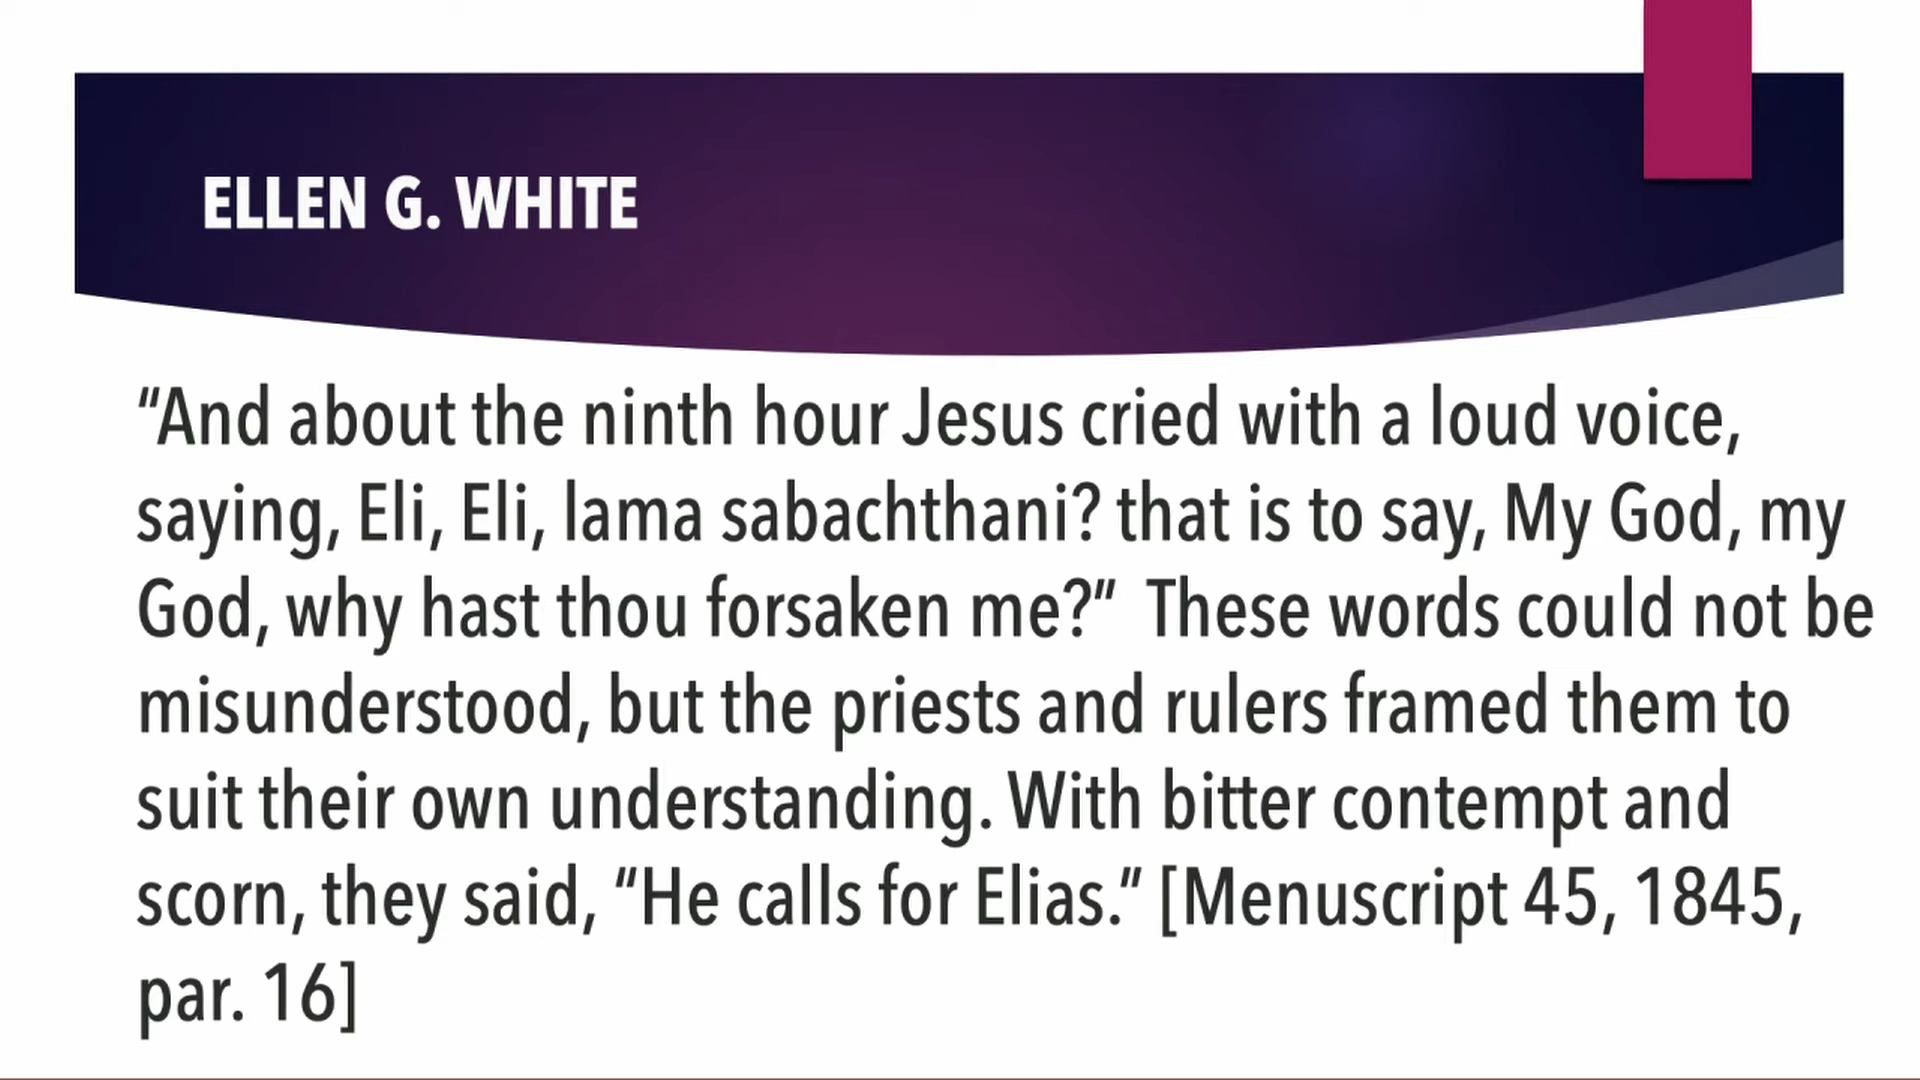 ELLEN G. WHITE
“And about the ninth hour Jesus cried with a loud voice,
saying, Eli, Eli, lama sabachthani? that is to say, My God, my
God, why hast thou forsaken me?”  These words could not be
misunderstood, but the priests and rulers framed them to
suit their own understanding. With bitter contempt and
scorn, they said, “He calls for Elias.” [Menuscript 45, 1845,
par. 16]